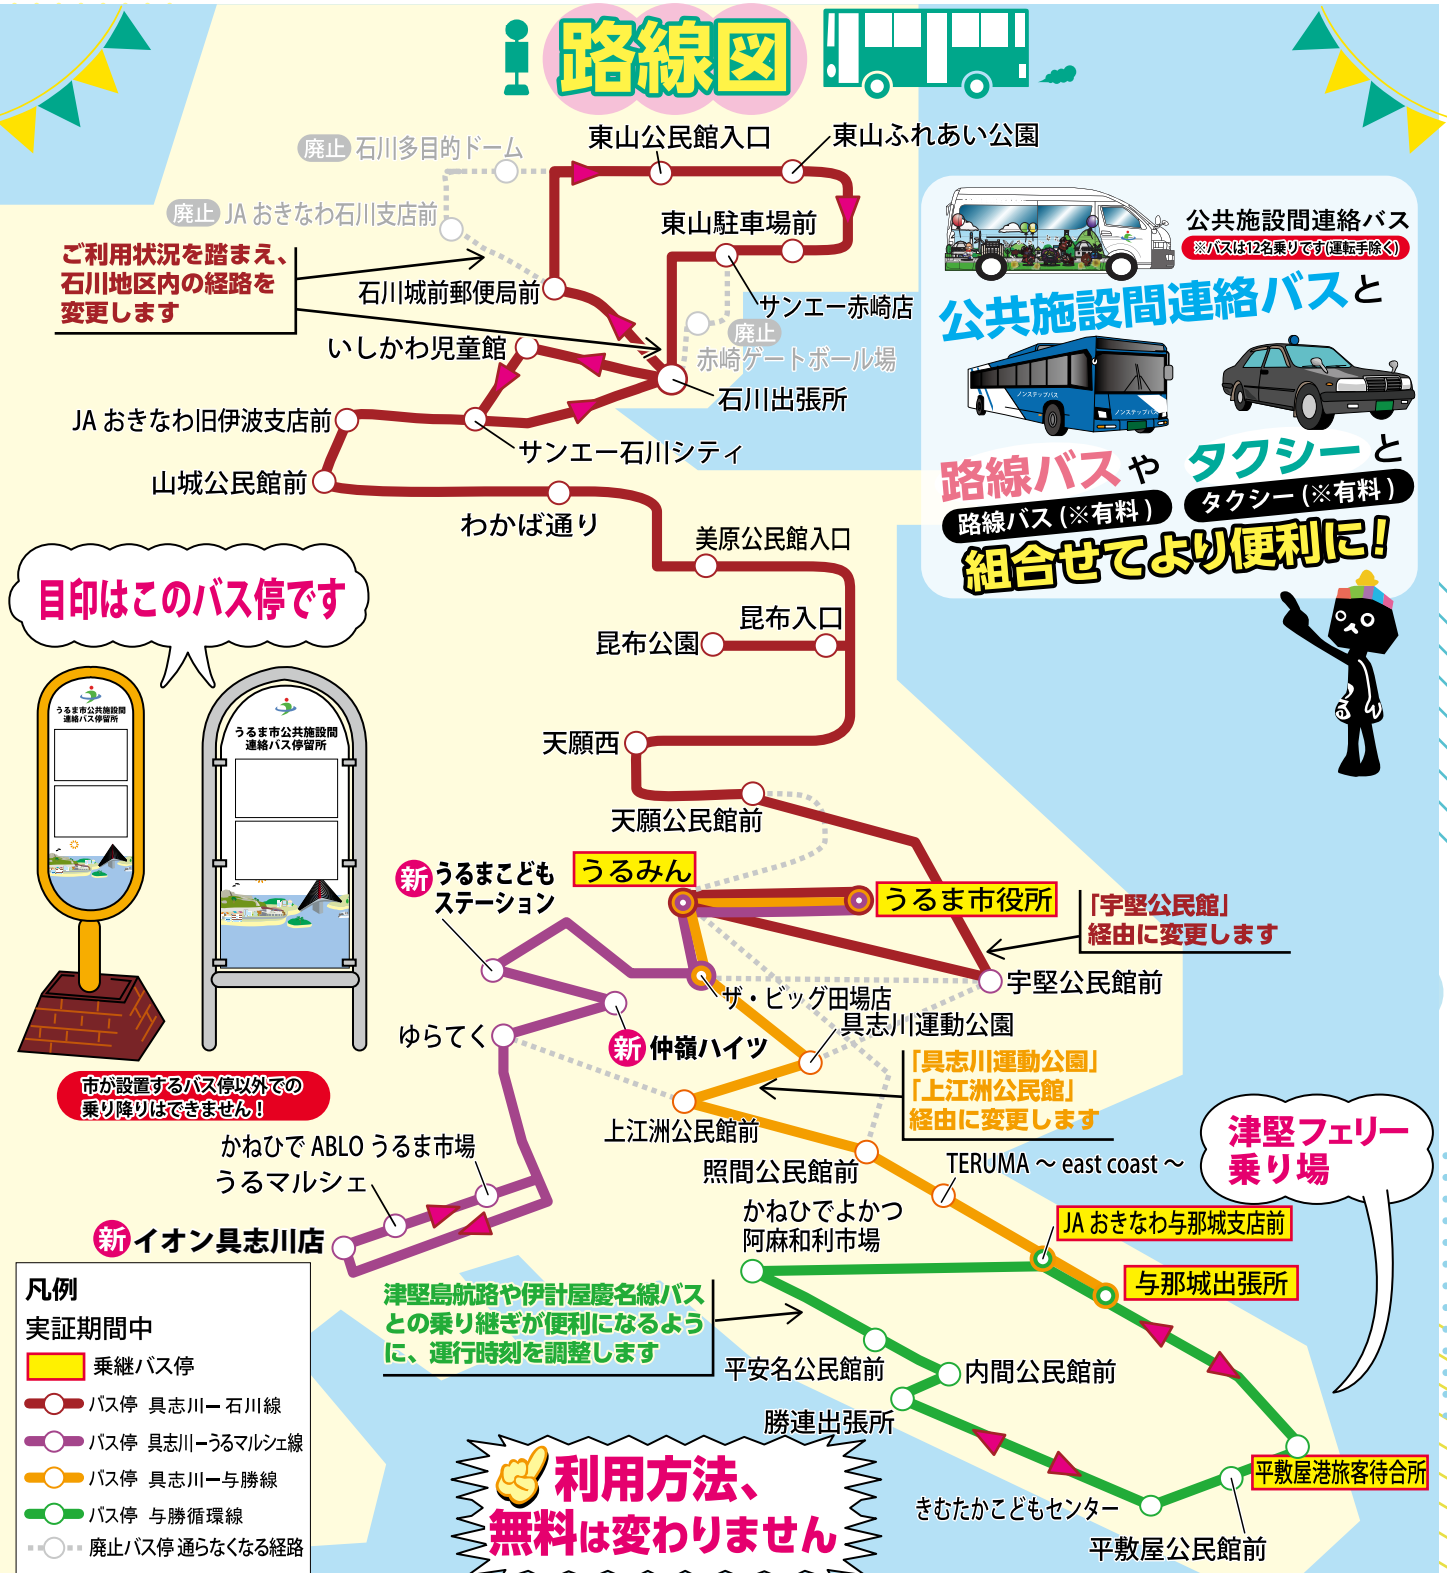 路線図
廃止 石川多目的ドーム
東山公民館入口
東山ふれあい公園
廃止 JA おきなわ石川支店前
東山駐車場前
ご利用状況を踏まえ、
石川地区内の経路を
変更します
石川城前郵便局前
サンエー赤崎店
廃止
赤崎ゲートボール場
いしかわ児童館
石川出張所
JA おきなわ旧伊波支店前
サンエー石川シティ
山城公民館前
わかば通り
美原公民館入口
昆布入口
昆布公園
天願西
天願公民館前
公共施設間連絡バス
※バスは12名乗りです(運転手除く)
公共施設間連絡バスと
ノンステップバス
ノンステップバス
路線バスや
タクシーと
路線バス(※有料)
タクシー(※有料)
組合せてより便利に!
うるま
目印はこのバス停です
うるま市公共施設間
連絡バス停留所
うるま市公共施設間
連絡バス停留所
市が設置するバス停以外での
乗り降りはできません!
新 うるまこども
ステーション
うるみん
うるま市役所
「宇堅公民館」
経由に変更します
宇堅公民館前
ザ・ビッグ田場店
具志川運動公園
ゆらてく
新 仲嶺ハイツ
「具志川運動公園」
「上江洲公民館」
経由に変更します
上江洲公民館前
照間公民館前
TERUMA ～ east coast ～
かねひで ABLO うるま市場
うるマルシェ
新 イオン具志川店
津堅フェリー
乗り場
かねひでよかつ
阿麻和利市場
JA おきなわ与那城支店前
与那城出張所
津堅島航路や伊計屋慶名線バス
との乗り継ぎが便利になるよう
に、運行時刻を調整します
平安名公民館前
内間公民館前
勝連出張所
平敷屋港旅客待合所
きむたかこどもセンター
平敷屋公民館前
凡例
実証期間中
乗継バス停
バス停 具志川ー石川線
バス停 具志川ーうるマルシェ線
バス停 具志川ー与勝線
バス停 与勝循環線
廃止バス停 通らなくなる経路
利用方法、
無料は変わりません